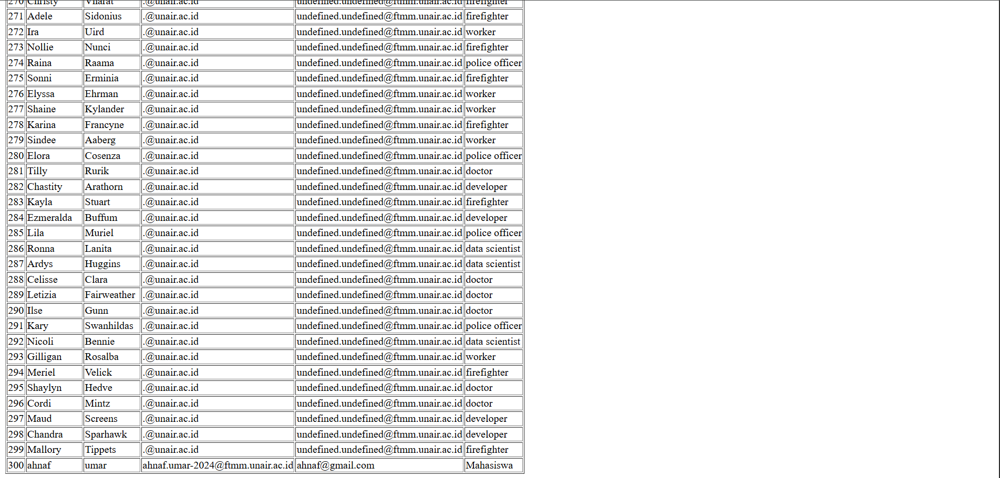 270 Christy Vharat .@unair.ac.id undefined.undefined@ftmm.unair.ac.id firefighter
271 Adele Sidonius .@unair.ac.id undefined.undefined@ftmm.unair.ac.id firefighter
272 Ira Uird .@unair.ac.id undefined.undefined@ftmm.unair.ac.id worker
273 Nollie Nunci .@unair.ac.id undefined.undefined@ftmm.unair.ac.id firefighter
274 Raina Raama .@unair.ac.id undefined.undefined@ftmm.unair.ac.id police officer
275 Sonni Erminia .@unair.ac.id undefined.undefined@ftmm.unair.ac.id firefighter
276 Elyssa Ehrman .@unair.ac.id undefined.undefined@ftmm.unair.ac.id worker
277 Shaine Kylander .@unair.ac.id undefined.undefined@ftmm.unair.ac.id worker
278 Karina Francyne .@unair.ac.id undefined.undefined@ftmm.unair.ac.id firefighter
279 Sindee Aaberg .@unair.ac.id undefined.undefined@ftmm.unair.ac.id worker
280 Elora Cosenza .@unair.ac.id undefined.undefined@ftmm.unair.ac.id police officer
281 Tilly Rurik .@unair.ac.id undefined.undefined@ftmm.unair.ac.id doctor
282 Chastity Arathorn .@unair.ac.id undefined.undefined@ftmm.unair.ac.id developer
283 Kayla Stuart .@unair.ac.id undefined.undefined@ftmm.unair.ac.id firefighter
284 Ezmeralda Buffum .@unair.ac.id undefined.undefined@ftmm.unair.ac.id developer
285 Lila Muriel .@unair.ac.id undefined.undefined@ftmm.unair.ac.id police officer
286 Ronna Lanita .@unair.ac.id undefined.undefined@ftmm.unair.ac.id data scientist
287 Ardys Huggins .@unair.ac.id undefined.undefined@ftmm.unair.ac.id data scientist
288 Celisse Clara .@unair.ac.id undefined.undefined@ftmm.unair.ac.id doctor
289 Letizia Fairweather .@unair.ac.id undefined.undefined@ftmm.unair.ac.id doctor
290 Ilse Gunn .@unair.ac.id undefined.undefined@ftmm.unair.ac.id doctor
291 Kary Swanhildas .@unair.ac.id undefined.undefined@ftmm.unair.ac.id police officer
292 Nicoli Bennie .@unair.ac.id undefined.undefined@ftmm.unair.ac.id data scientist
293 Gilligan Rosalba .@unair.ac.id undefined.undefined@ftmm.unair.ac.id worker
294 Meriel Velick .@unair.ac.id undefined.undefined@ftmm.unair.ac.id firefighter
295 Shaylyn Hedve .@unair.ac.id undefined.undefined@ftmm.unair.ac.id doctor
296 Cordi Mintz .@unair.ac.id undefined.undefined@ftmm.unair.ac.id doctor
297 Maud Screens .@unair.ac.id undefined.undefined@ftmm.unair.ac.id developer
298 Chandra Sparhawk .@unair.ac.id undefined.undefined@ftmm.unair.ac.id developer
299 Mallory Tippets .@unair.ac.id undefined.undefined@ftmm.unair.ac.id firefighter
300 ahnaf umar ahnaf.umar-2024@ftmm.unair.ac.id ahnaf@gmail.com Mahasiswa